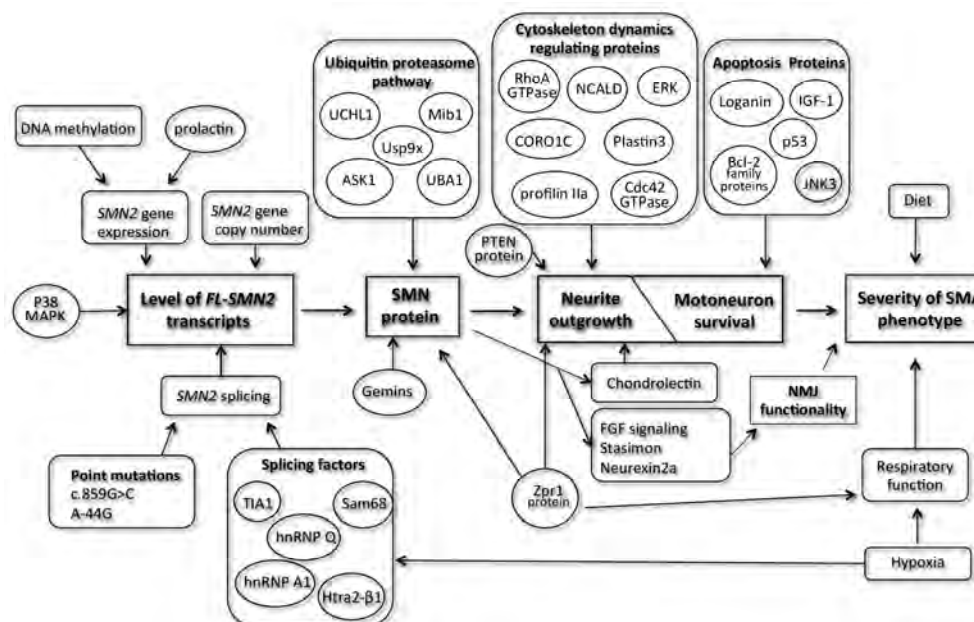 Cytoskeleton dynamics
regulating proteins
RhoA
GTPase
NCALD
ERK
CORO1C
Plastin3
profilin IIa
Cdc42
GTPase
Ubiquitin proteasome
pathway
UCHL1
Mib1
Usp9x
ASK1
UBA1
Apoptosis Proteins
Loganin
IGF-1
p53
Bcl-2
family
proteins
JNK3
DNA methylation
prolactin
SMN2 gene
expression
SMN2 gene
copy number
PTEN
protein
Diet
P38
MAPK
Level of FL-SMN2
transcripts
SMN
protein
Neurite
outgrowth
Motoneuron
survival
Severity of SMA
phenotype
SMN2 splicing
Gemins
Chondrolectin
NMJ
functionality
FGF signaling
Stasimon
Neurexin2a
Point mutations
c.859G>C
A-44G
Splicing factors
TIA1
Sam68
hnRNP Q
hnRNP A1
Htra2-β1
Zpr1
protein
Respiratory
function
Hypoxia